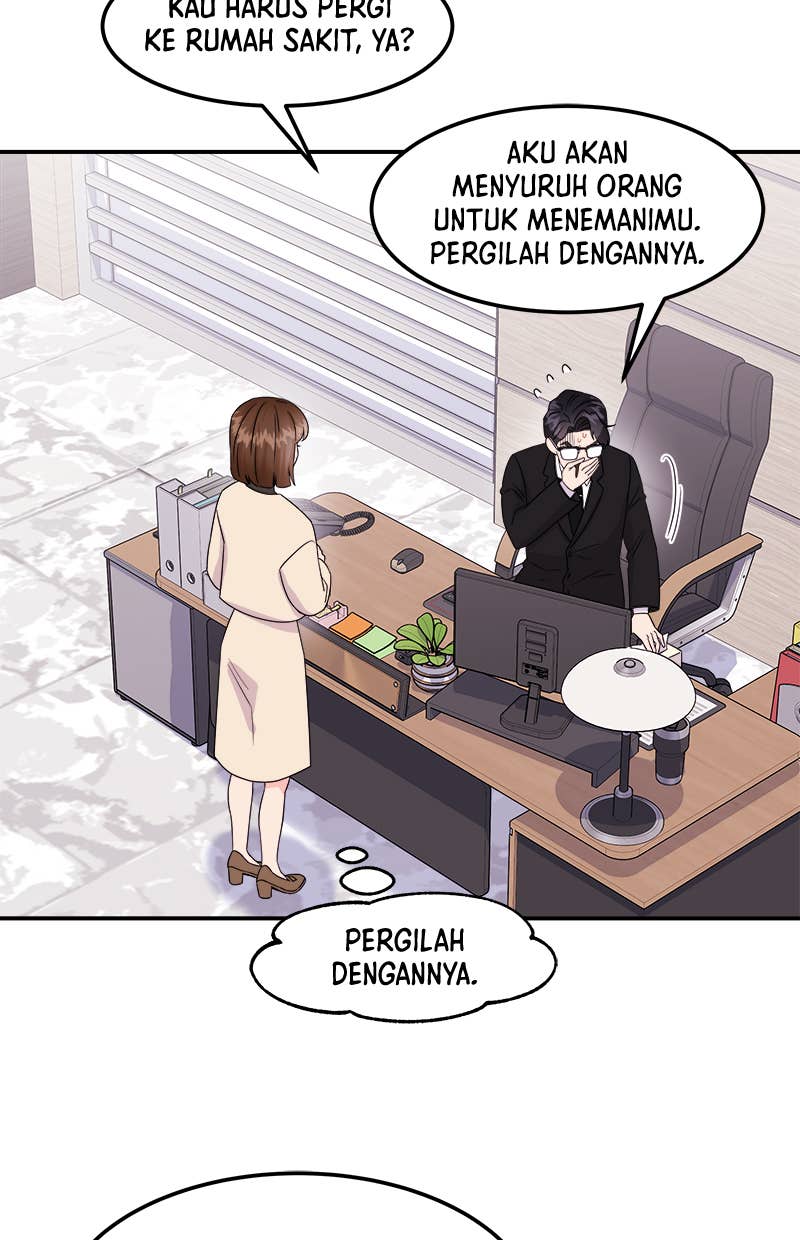 KAU HARUS PERGI
KE RUMAH SAKIT, YA?
AKU AKAN
MENYURUH ORANG
UNTUK MENEMANIMU.
PERGILAH DENGANNYA.
PERGILAH
DENGANNYA.